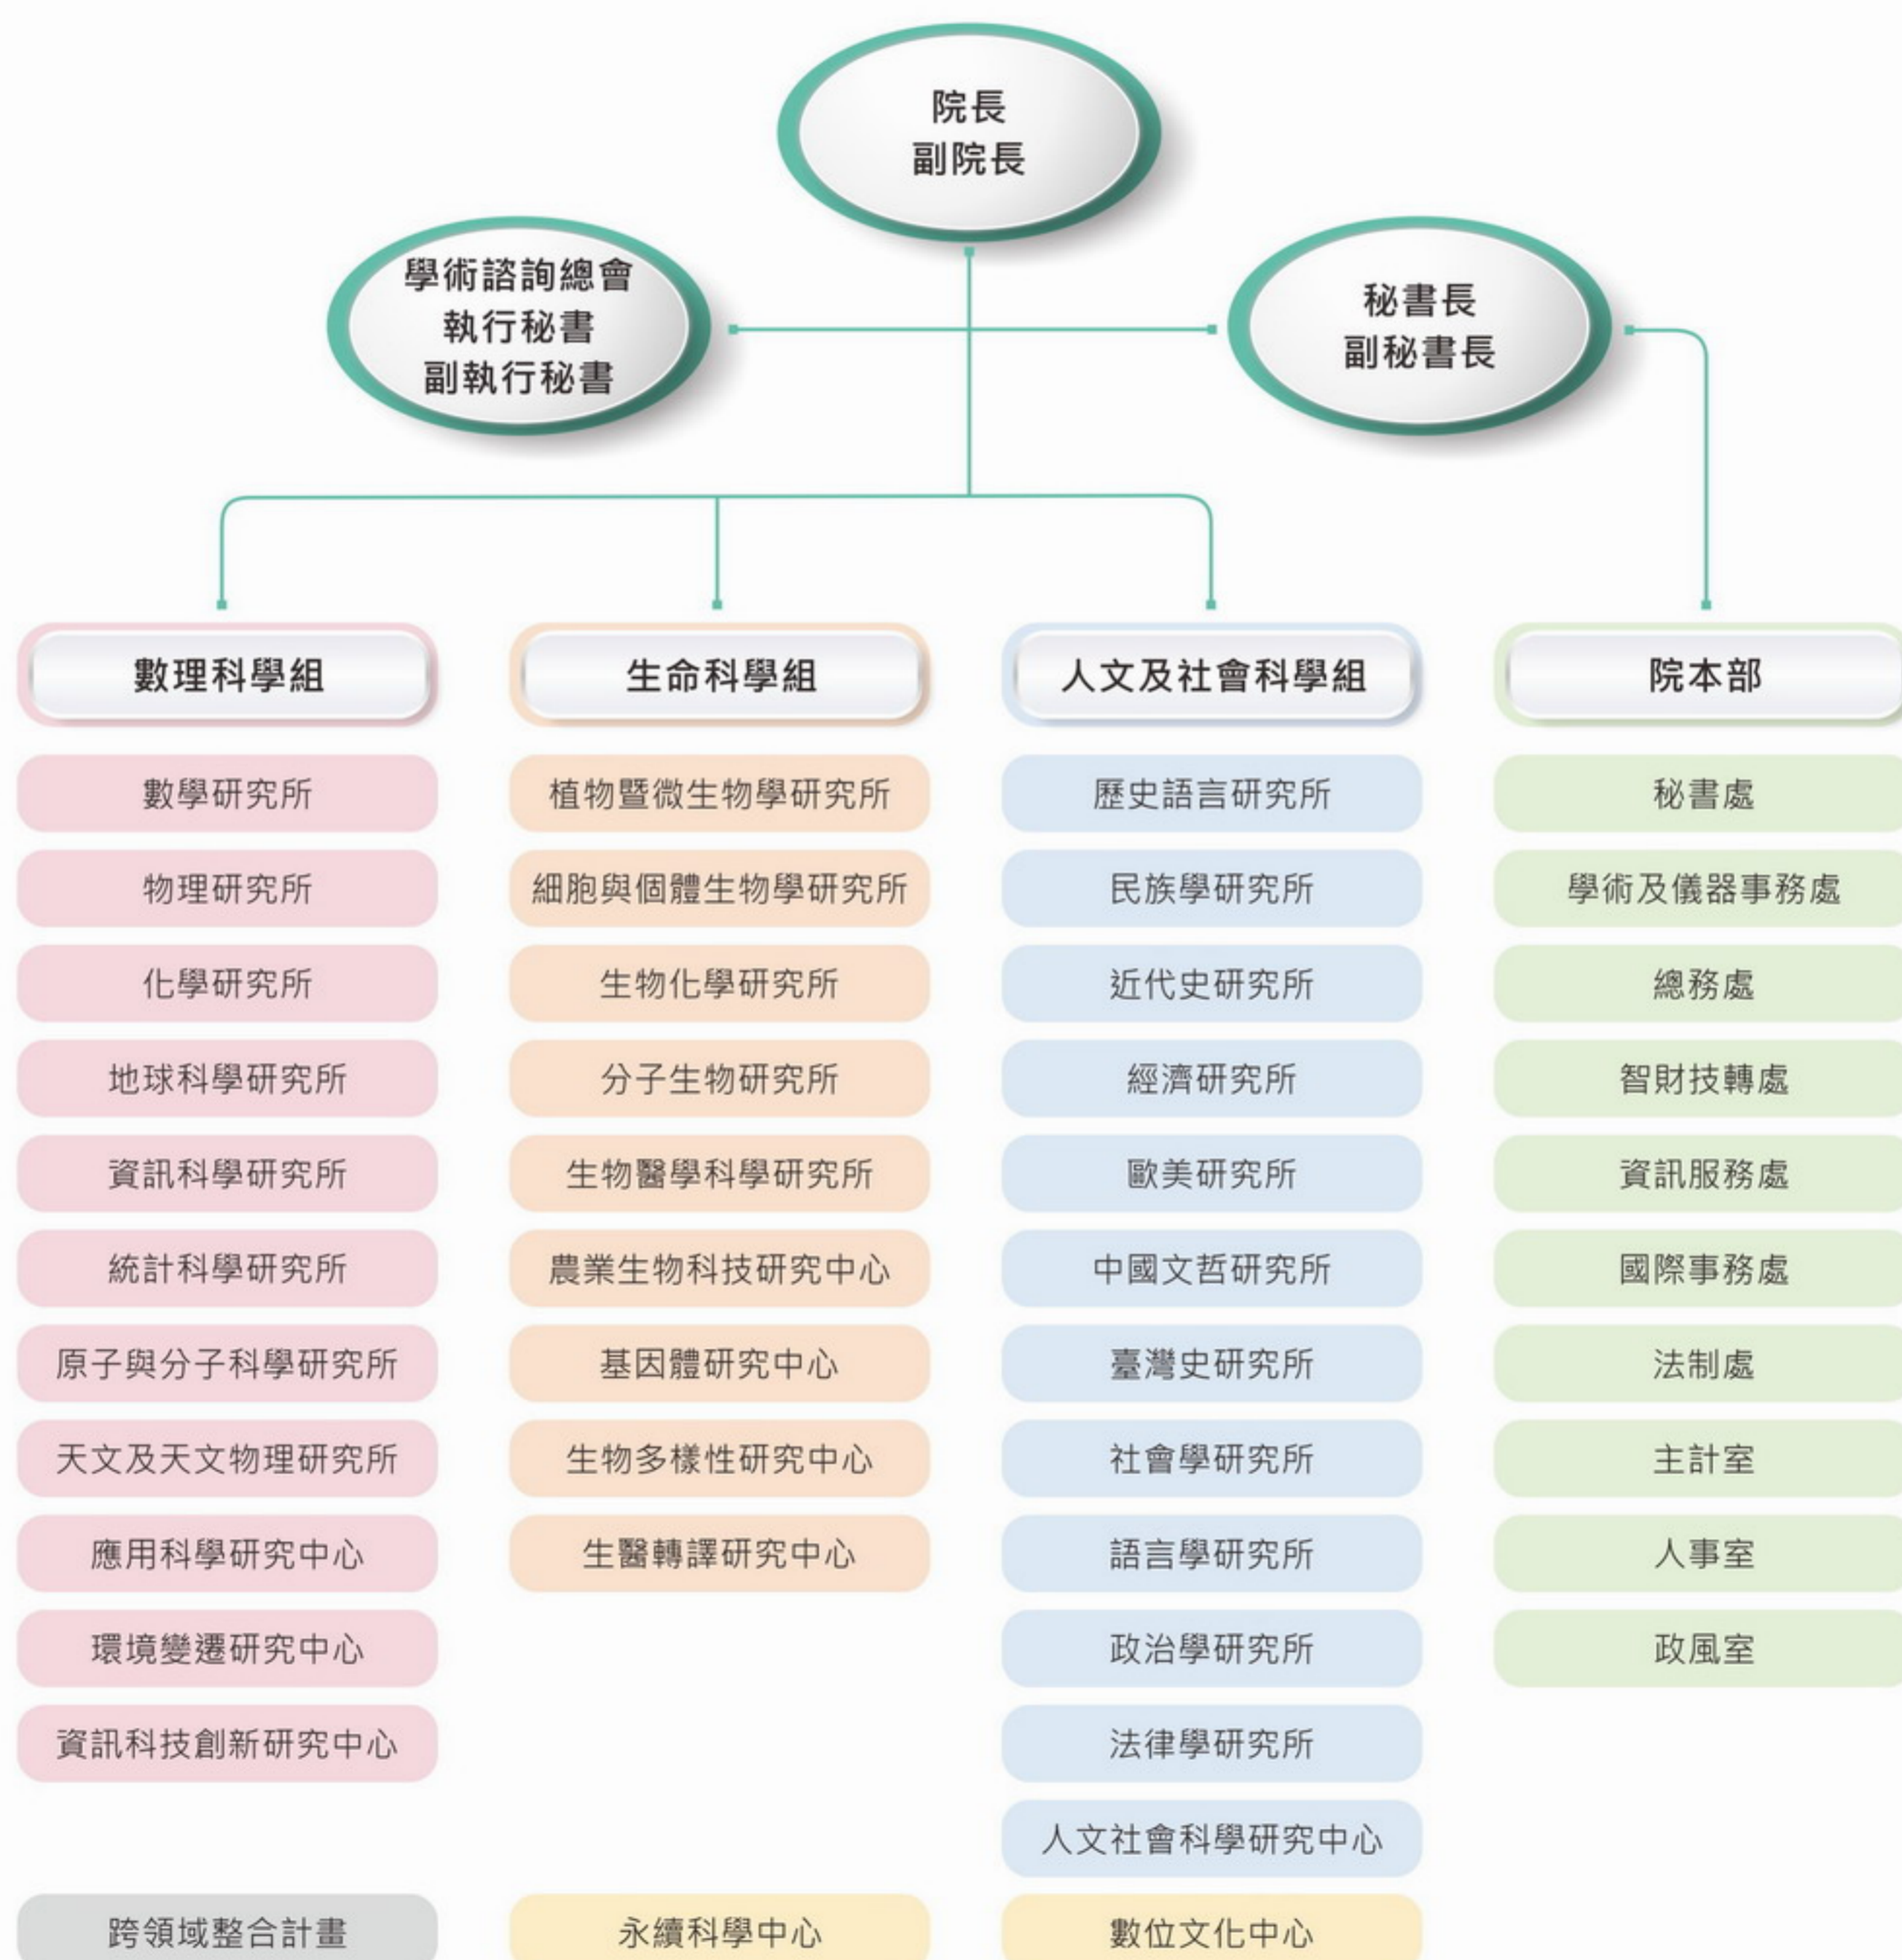 院長
副院長
學術諮詢總會
執行秘書
副執行秘書
秘書長
副秘書長
數理科學組
數學研究所
物理研究所
化學研究所
地球科學研究所
資訊科學研究所
統計科學研究所
原子與分子科學研究所
天文及天文物理研究所
應用科學研究中心
環境變遷研究中心
資訊科技創新研究中心
跨領域整合計畫
生命科學組
植物暨微生物學研究所
細胞與個體生物學研究所
生物化學研究所
分子生物研究所
生物醫學科學研究所
農業生物科技研究中心
基因體研究中心
生物多樣性研究中心
生醫轉譯研究中心
永續科學中心
人文及社會科學組
歷史語言研究所
民族學研究所
近代史研究所
經濟研究所
歐美研究所
中國文哲研究所
臺灣史研究所
社會學研究所
語言學研究所
政治學研究所
法律學研究所
人文社會科學研究中心
數位文化中心
院本部
秘書處
學術及儀器事務處
總務處
智財技轉處
資訊服務處
國際事務處
法制處
主計室
人事室
政風室